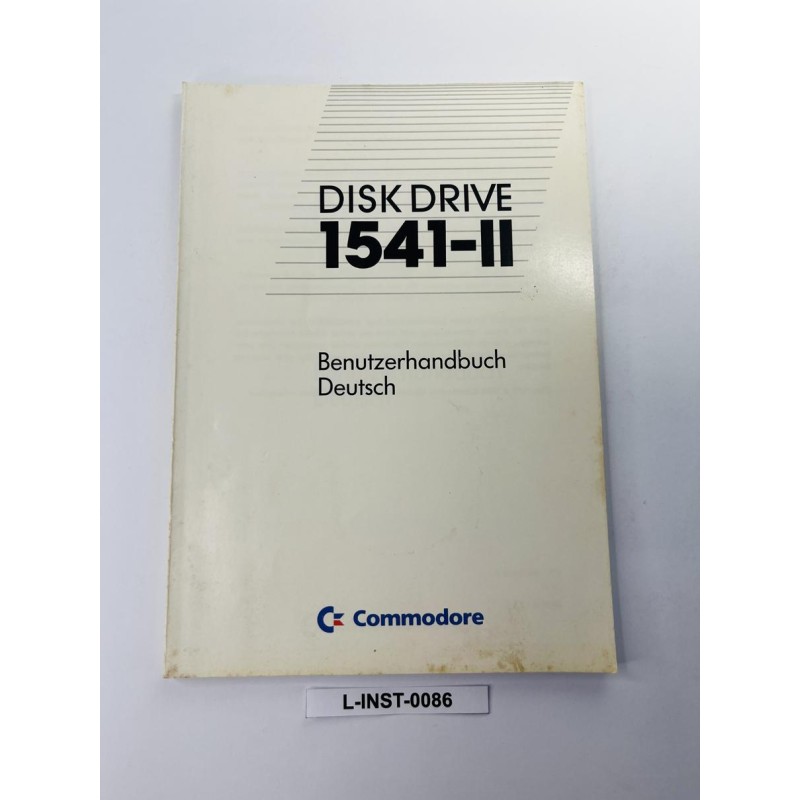 DISK DRIVE
1541-II
Benutzerhandbuch
Deutsch
Commodore
L-INST-0086